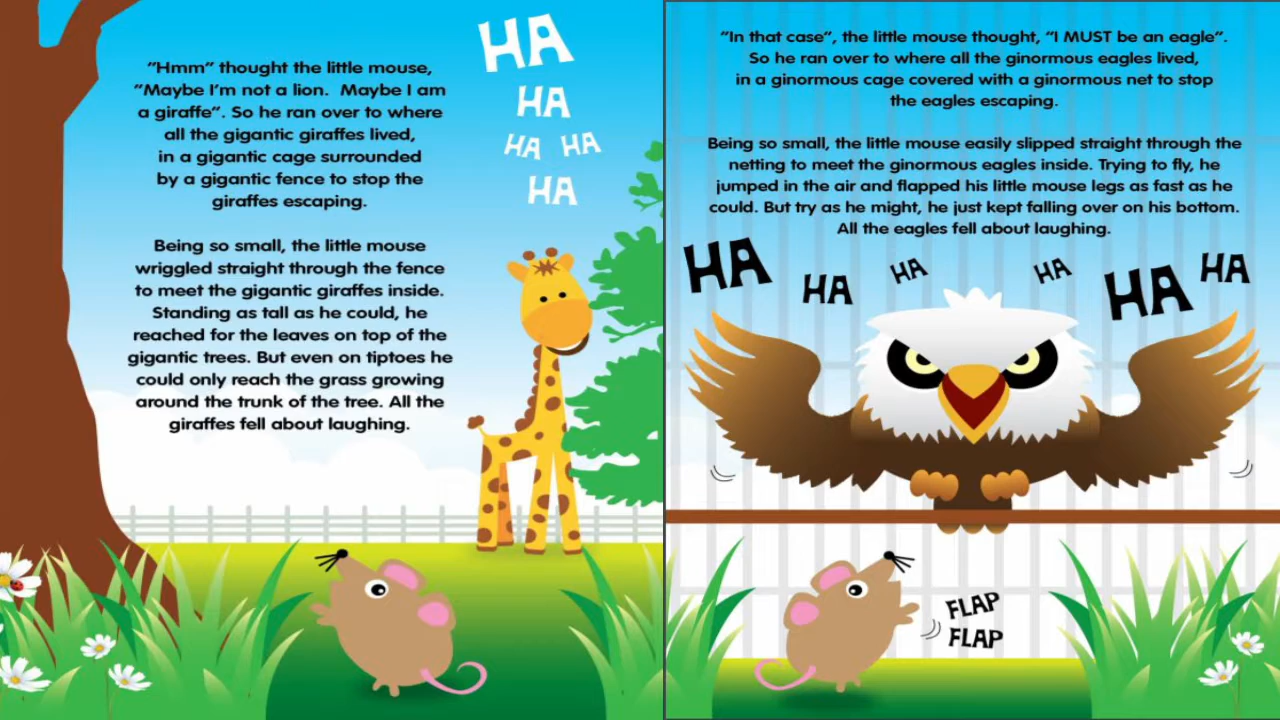 "Hmm" thought the little mouse,
"Maybe I'm not a lion.  Maybe I am
a giraffe". So he ran over to where
all the gigantic giraffes lived,
in a gigantic cage surrounded
by a gigantic fence to stop the
giraffes escaping.
Being so small, the little mouse
wriggled straight through the fence
to meet the gigantic giraffes inside.
Standing as tall as he could, he
reached for the leaves on top of the
gigantic trees. But even on tiptoes he
could only reach the grass growing
around the trunk of the tree. All the
giraffes fell about laughing.
HA
HA
HA HA
HA
"In that case", the little mouse thought, "I MUST be an eagle".
So he ran over to where all the ginormous eagles lived,
in a ginormous cage covered with a ginormous net to stop
the eagles escaping.
Being so small, the little mouse easily slipped straight through the
netting to meet the ginormous eagles inside. Trying to fly, he
jumped in the air and flapped his little mouse legs as fast as he
could. But try as he might, he just kept falling over on his bottom.
All the eagles fell about laughing.
HA HA HA HA HA HA
FLAP
FLAP